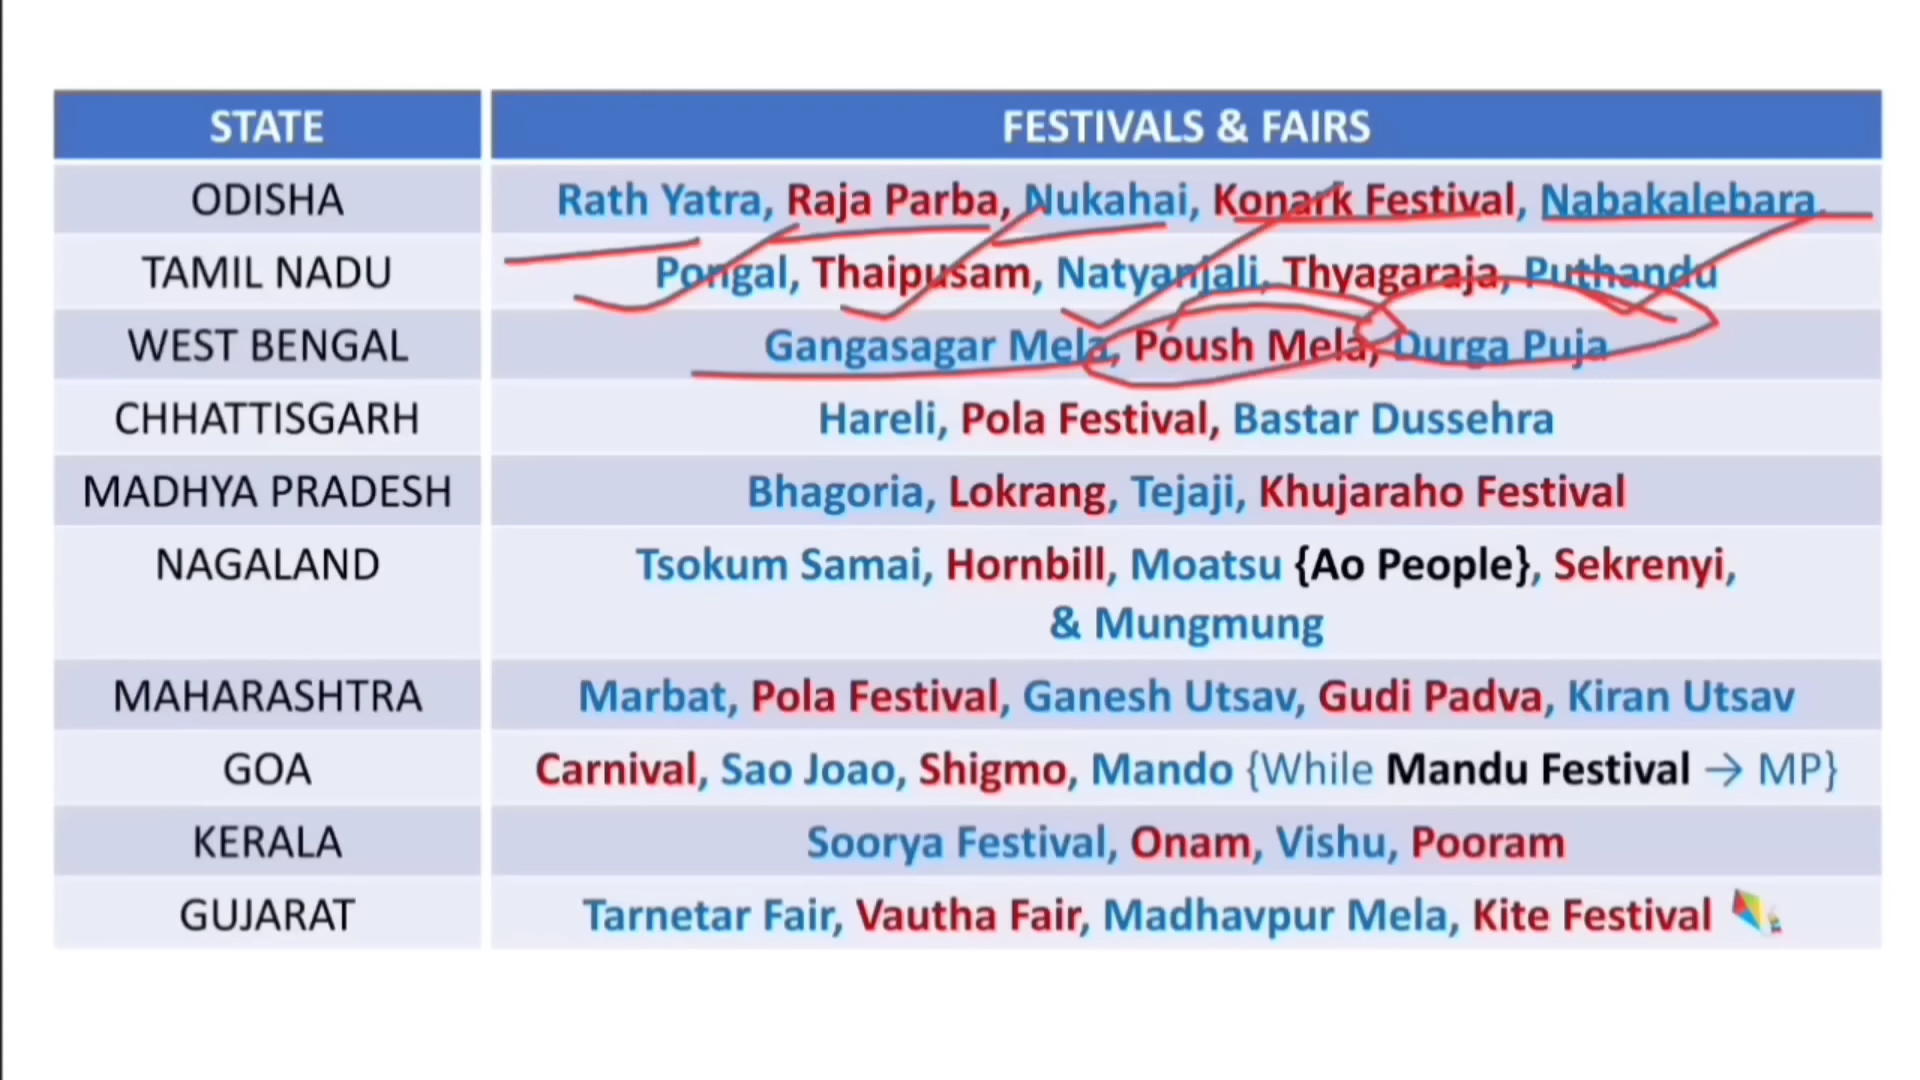 STATE FESTIVALS & FAIRS
ODISHA Rath Yatra, Raja Parba, Nukahai, Konark Festival, Nabakalebara,
TAMIL NADU Pongal, Thaipusam, Natyanjali, Thyagaraja, Puthandu
WEST BENGAL Gangasagar Mela, Poush Mela, Durga Puja
CHHATTISGARH Hareli, Pola Festival, Bastar Dussehra
MADHYA PRADESH Bhagoria, Lokrang, Tejaji, Khujaraho Festival
NAGALAND Tsokum Samai, Hornbill, Moatsu {Ao People}, Sekrenyi,
& Mungmung
MAHARASHTRA Marbat, Pola Festival, Ganesh Utsav, Gudi Padva, Kiran Utsav
GOA Carnival, Sao Joao, Shigmo, Mando {While Mandu Festival → MP}
KERALA Soorya Festival, Onam, Vishu, Pooram
GUJARAT Tarnetar Fair, Vautha Fair, Madhavpur Mela, Kite Festival